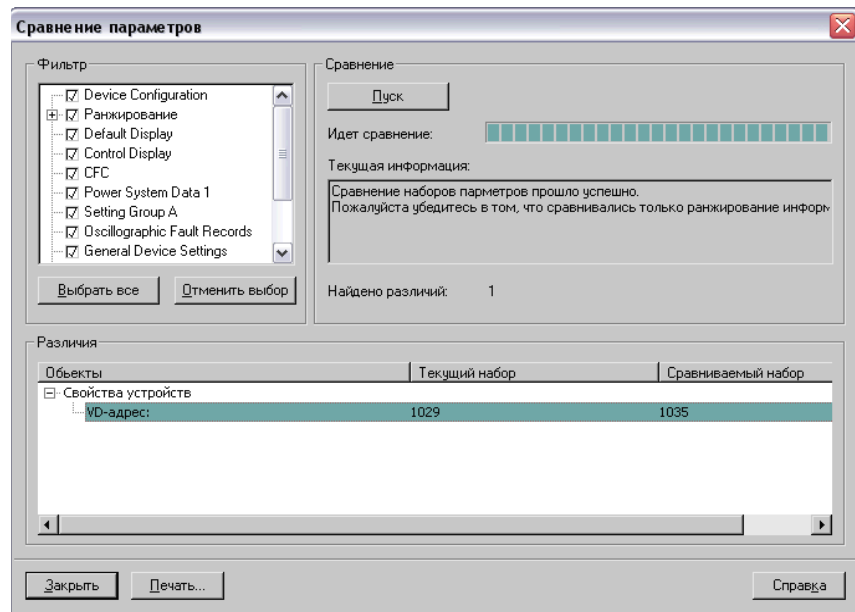 Сравнение параметров
Фильтр
Device Configuration
Ранжирование
Default Display
Control Display
CFC
Power System Data 1
Setting Group A
Oscillographic Fault Records
General Device Settings
Выбрать все
Отменить выбор
Сравнение
Пуск
Идет сравнение:
Текущая информация:
Сравнение наборов парметров прошло успешно.
Пожалуйста убедитесь в том, что сравнивались только ранжирование информ
Найдено различий: 1
Различия
Обьекты Текущий набор Сравниваемый набор
Свойства устройств
VD-адрес: 1029 1035
Закрыть Печать... Справка